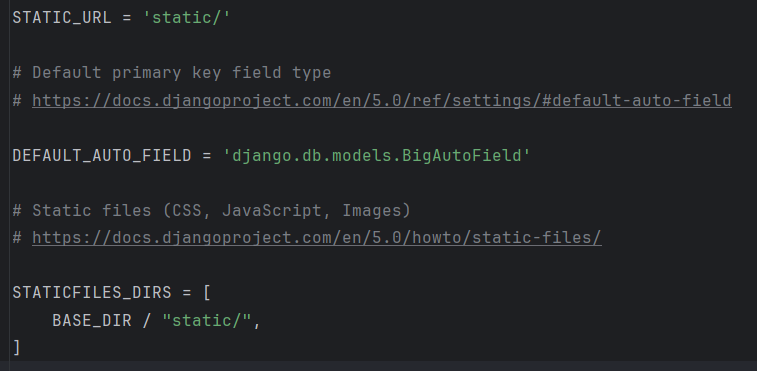 STATIC_URL = 'static/'
# Default primary key field type
# https://docs.djangoproject.com/en/5.0/ref/settings/#default-auto-field
DEFAULT_AUTO_FIELD = 'django.db.models.BigAutoField'
# Static files (CSS, JavaScript, Images)
# https://docs.djangoproject.com/en/5.0/howto/static-files/
STATICFILES_DIRS = [
    BASE_DIR / "static/",
]